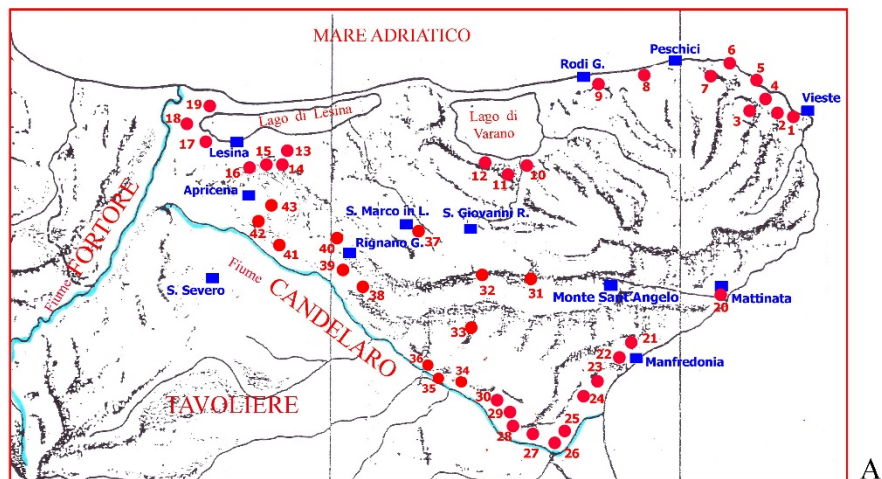 MARE ADRIATICO
Peschici
6
Rodi G.
5
7
8
4
9
Vieste
19
Lago di Lesina
Lago di
Varano
3
2
1
18
17
Lesina
15
13
12
16
14
11
10
Apricena
43
S. Marco in L.
S. Giovanni R.
42
40
37
Rignano G.
41
39
Fiume FORTORE
Fiume CANDELARO
S. Severo
38
32
31
Monte Sant'Angelo
Mattinata
20
33
21
22
Manfredonia
36
23
35
34
TAVOLIERE
30
24
29
25
28
27
26
A